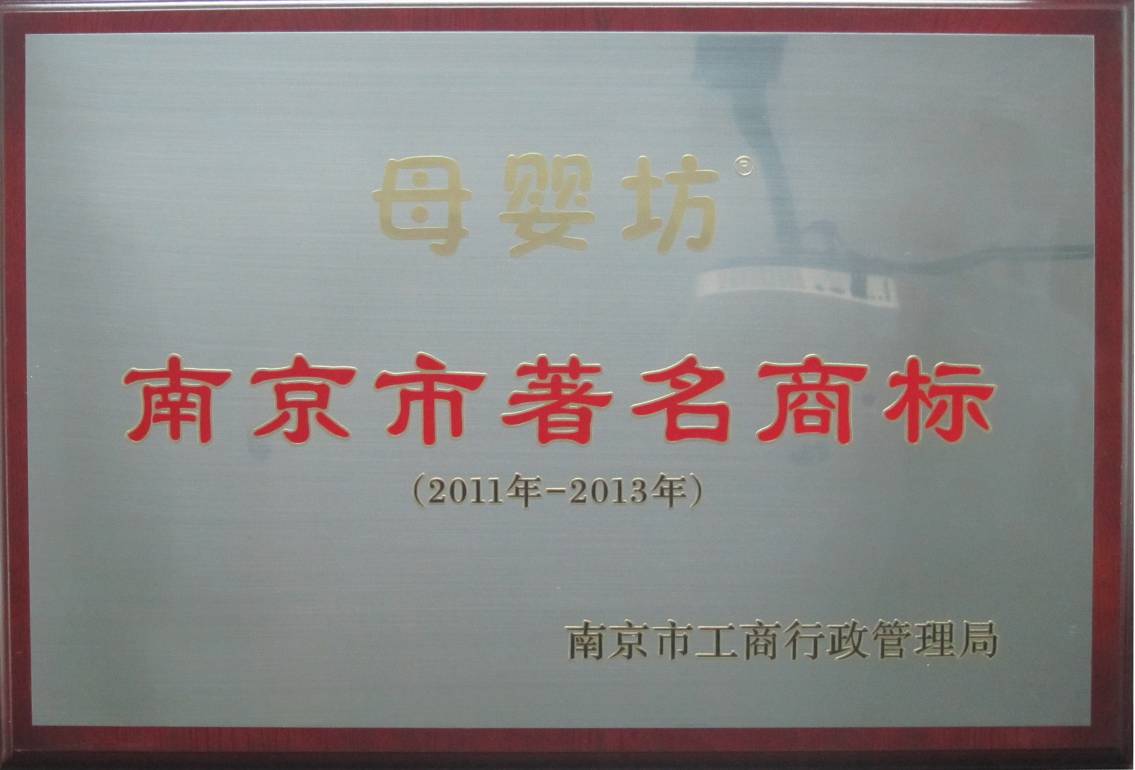 母婴坊®
南京市著名商标
(2011年-2013年)
南京市工商行政管理局